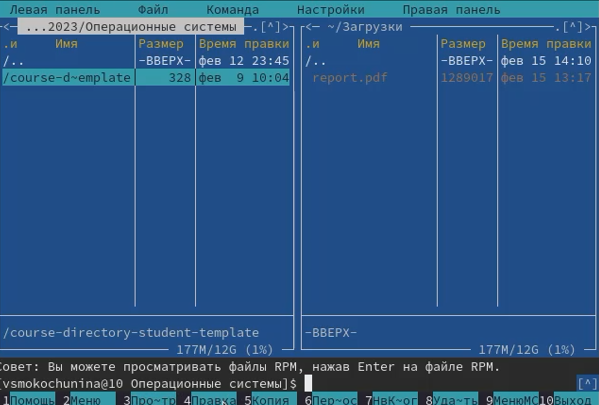 Левая панель Файл Команда Настройки Правая панель
<— ...2023/Операционные системы —.[^]>
.и Имя Размер Время правки
/.. -ВВЕРХ- фев 12 23:45
/course-d~emplate 328 фев 9 10:04
/course-directory-student-template
177M/12G (1%)
<— ~/Загрузки .[^]>
.и Имя Размер Время правки
/.. -ВВЕРХ- фев 15 14:10
report.pdf 1289017 фев 15 13:17
-ВВЕРХ-
177M/12G (1%)
Совет: Вы можете просматривать файлы RPM, нажав Enter на файле RPM.
[vsmokochunina@10 Операционные системы]$ [^]
1Помощь 2Меню 3Про~тр 4Правка 5Копия 6Пер~ос 7НвК~ог 8Уда~ть 9МенюMC 10Выход